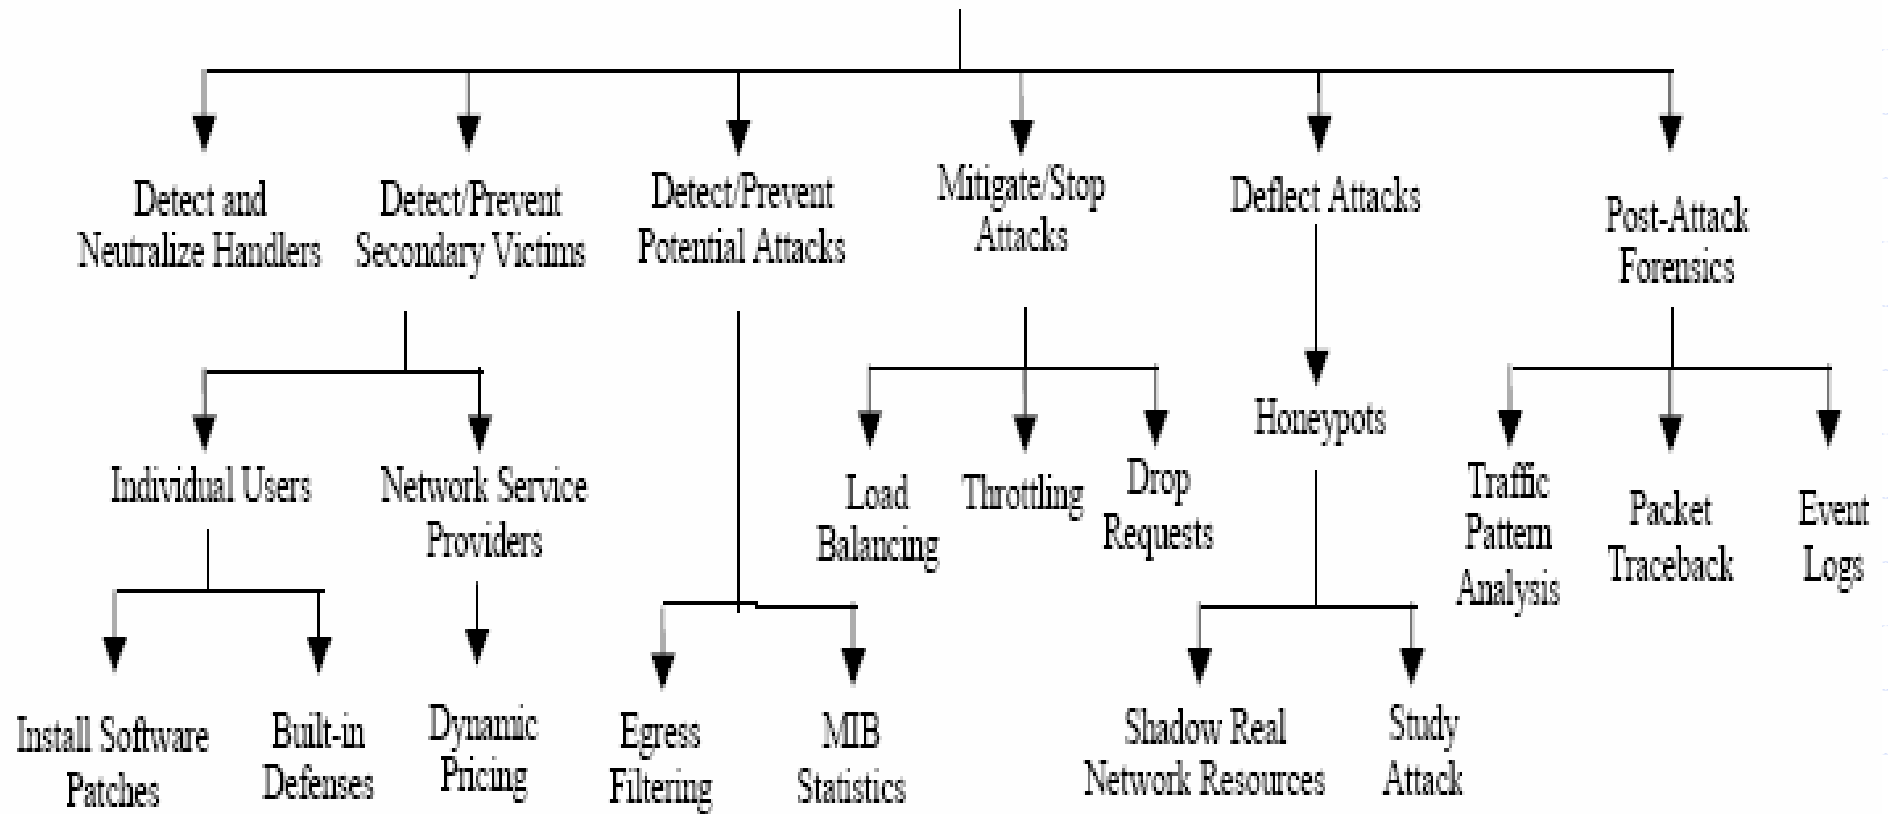 Detect and
Neutralize Handlers
Detect/Prevent
Secondary Victims
Detect/Prevent
Potential Attacks
Mitigate/Stop
Attacks
Deflect Attacks
Post-Attack
Forensics
Individual Users
Network Service
Providers
Load
Balancing
Throttling
Drop
Requests
Honeypots
Traffic
Pattern
Analysis
Packet
Traceback
Event
Logs
Install Software
Patches
Built-in
Defenses
Dynamic
Pricing
Egress
Filtering
MIB
Statistics
Shadow Real
Network Resources
Study
Attack